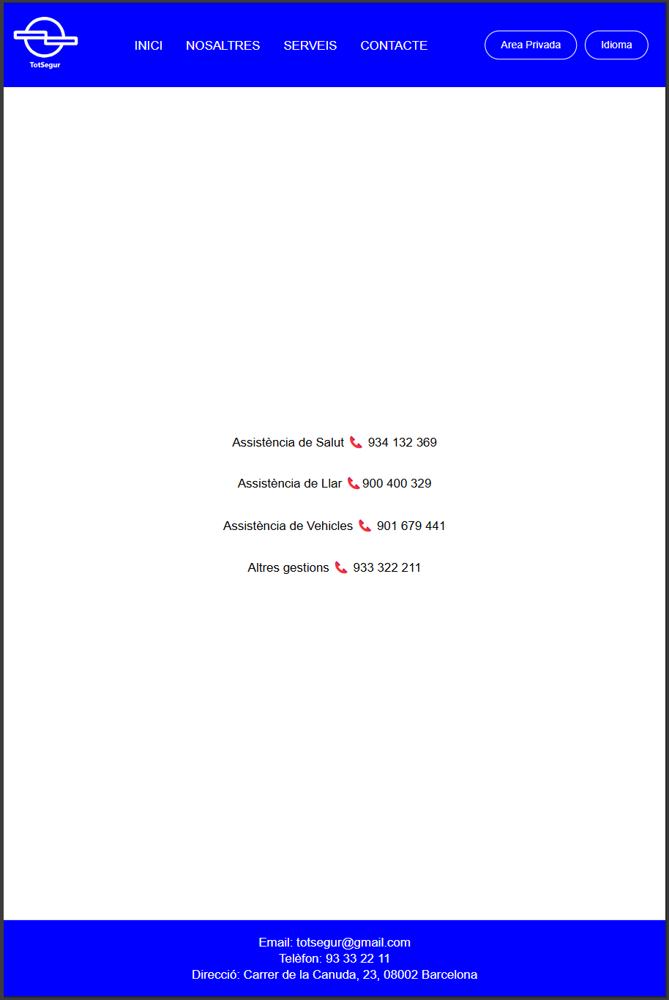 TotSegur
INICI NOSALTRES SERVEIS CONTACTE
Area Privada Idioma
Assistència de Salut 📞 934 132 369
Assistència de Llar 📞900 400 329
Assistència de Vehicles 📞 901 679 441
Altres gestions 📞 933 322 211
Email: totsegur@gmail.com
Telèfon: 93 33 22 11
Direcció: Carrer de la Canuda, 23, 08002 Barcelona